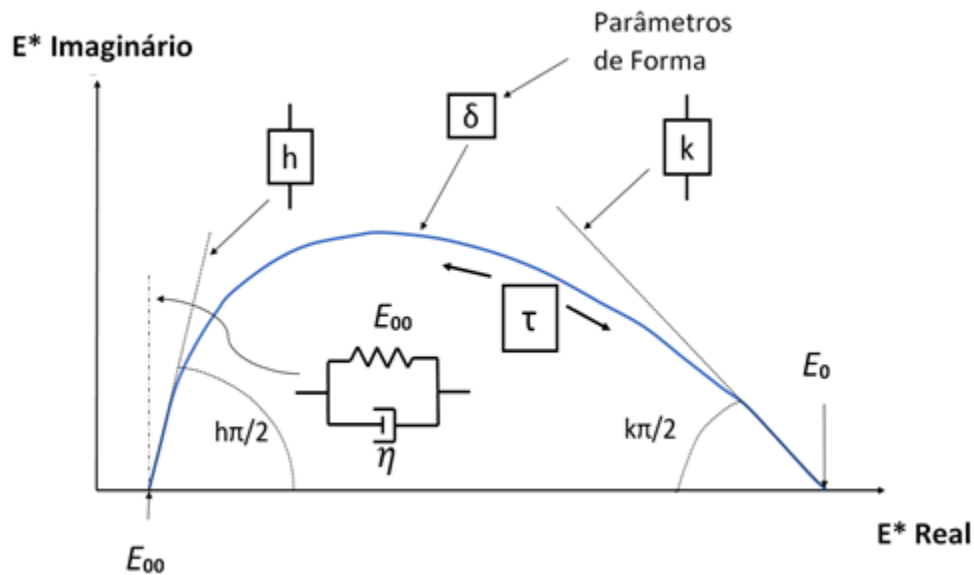 Parâmetros
de Forma
E* Imaginário
δ
h
k
τ
E₀₀
E₀
hπ/2
kπ/2
η
E* Real
E₀₀